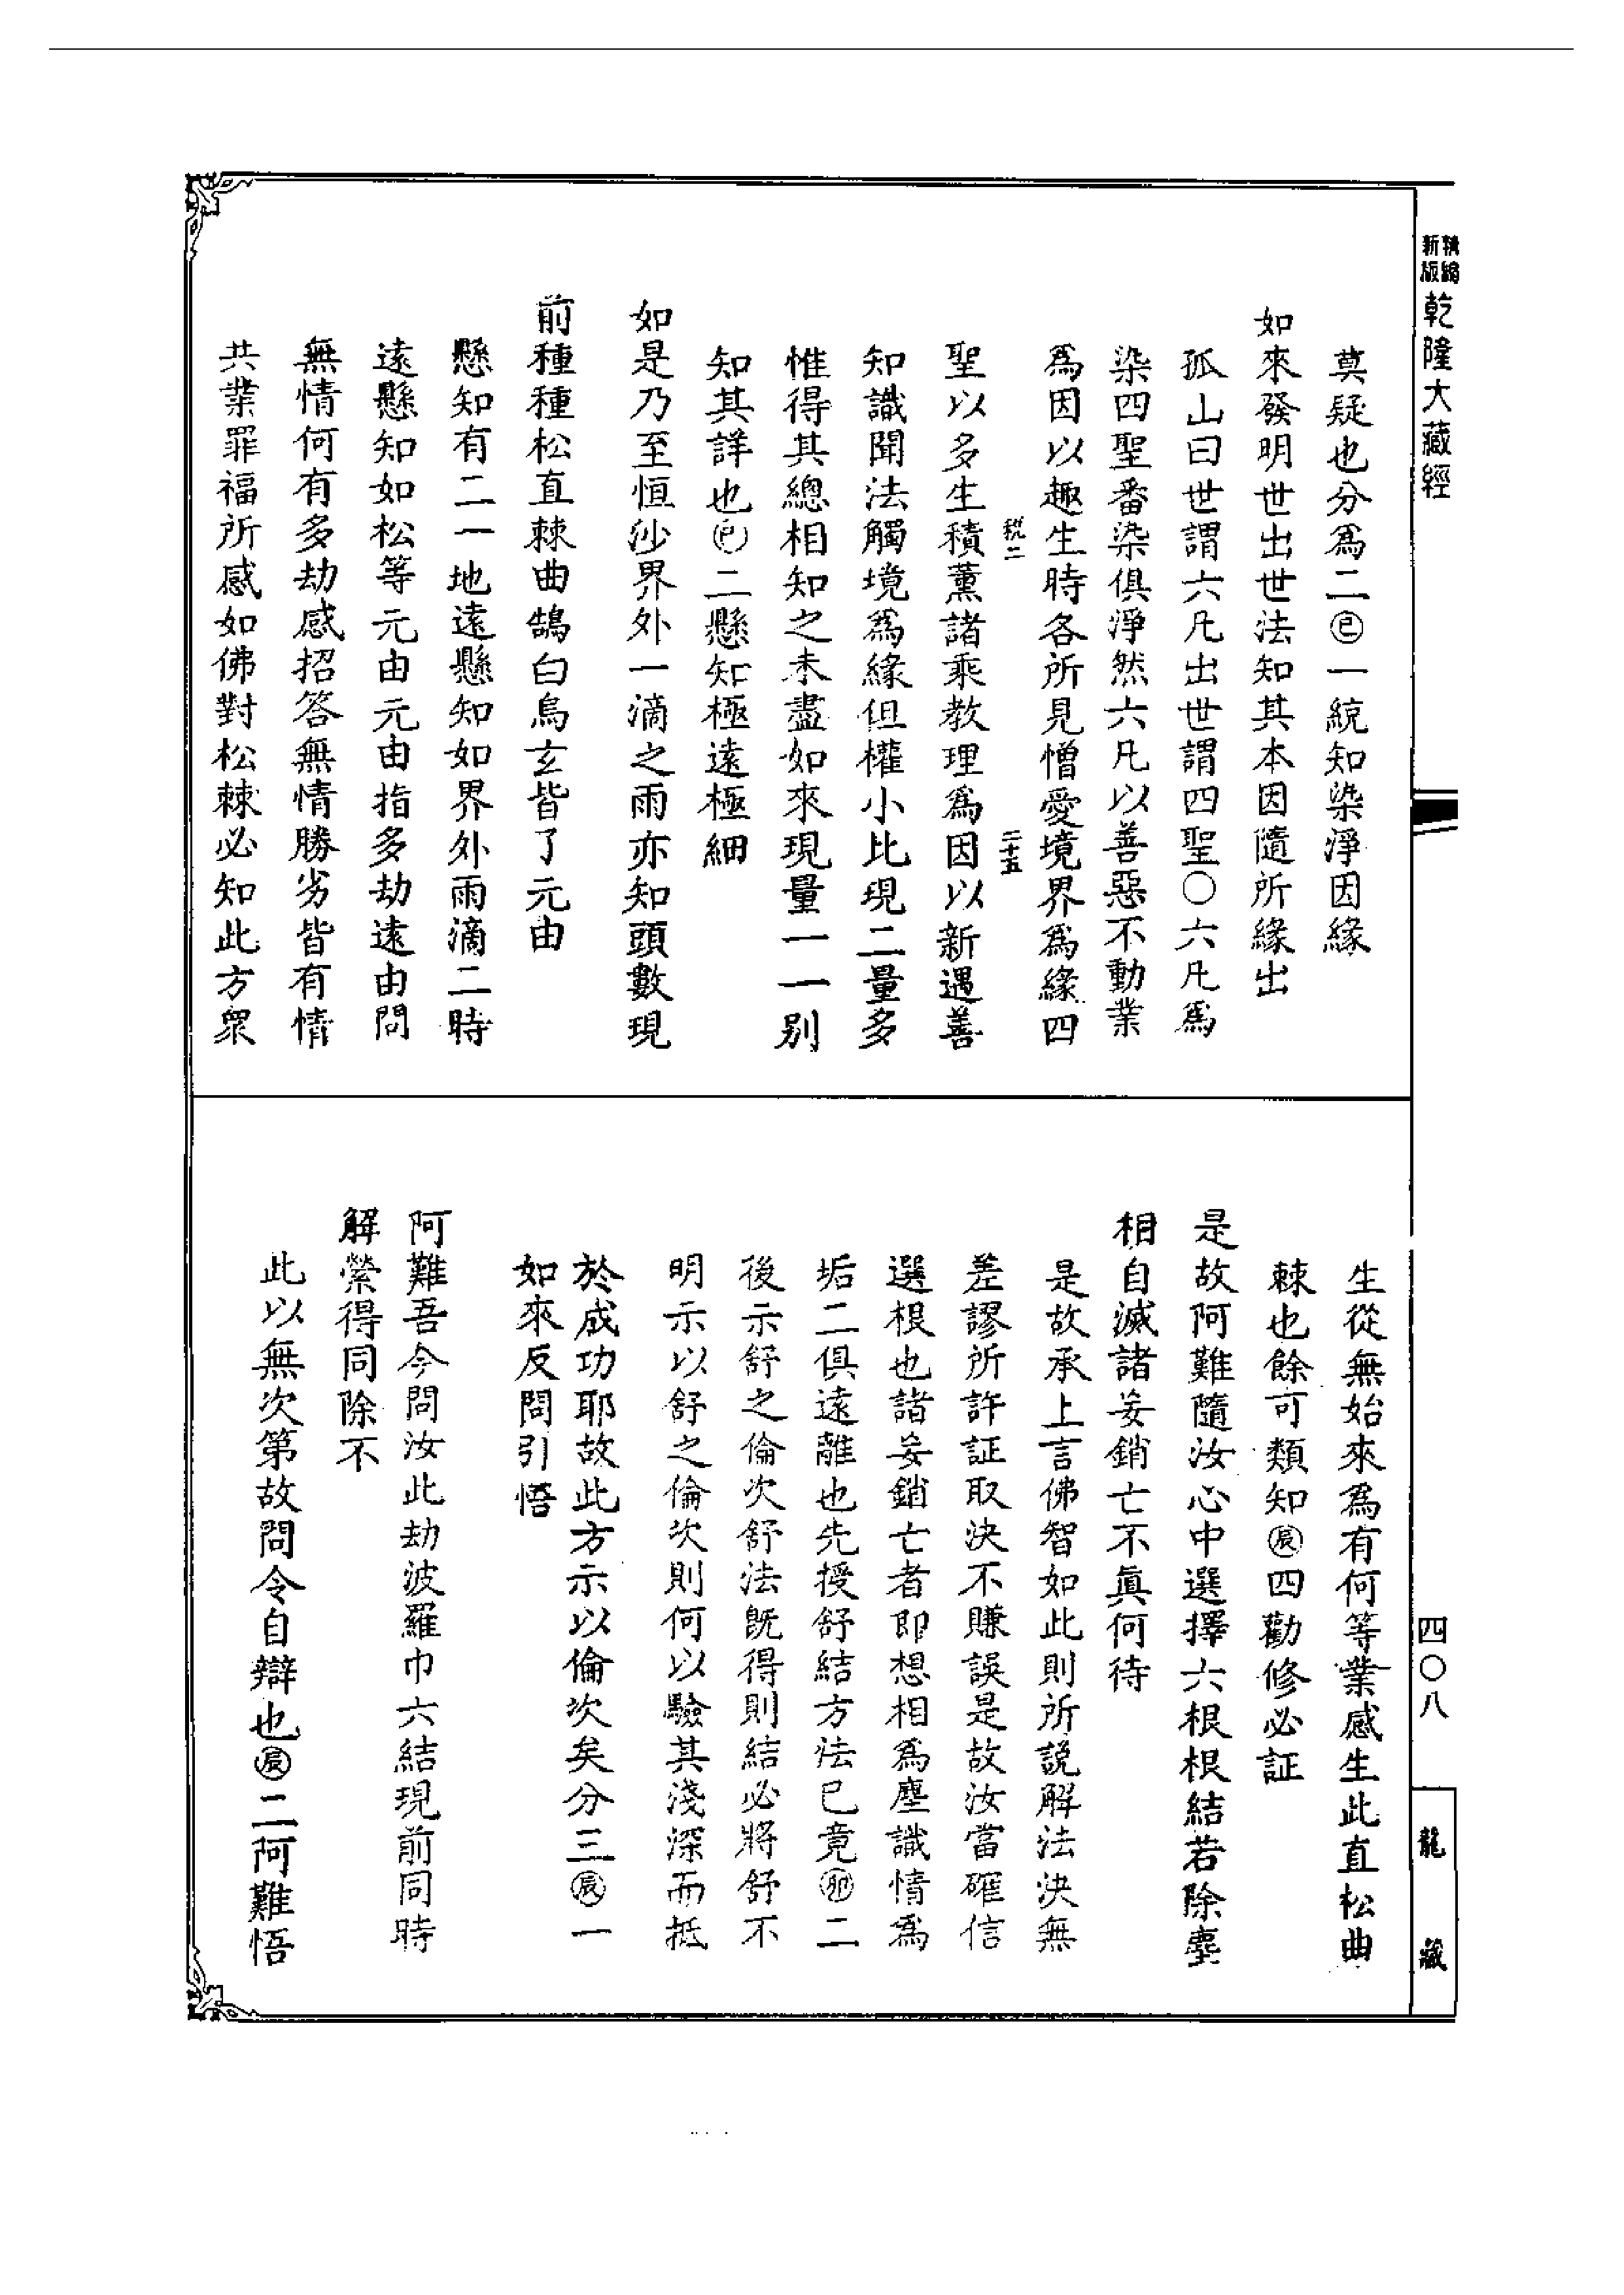 新編
新版
乾隆大藏經
莫疑也分為二㊁一統知染淨因緣
如來發明世出世法知其本因隨所緣出
孤山曰世謂六凡出世謂四聖○六凡為
染四聖番染俱淨然六凡以善惡不動業
為因以趣生時各所見憎愛境界為緣四
稅二
二十五
聖以多生積薰諸乘教理為因以新遇善
知識聞法觸境為緣但權小比現二量多
惟得其總相知之未盡如來現量一一別
知其詳也巳二懸知極遠極細
如是乃至恒沙界外一滴之雨亦知頭數現
前種種松直棘曲鵠白烏玄皆了元由
懸知有二一地遠懸知如界外雨滴二時
遠懸知如松等元由元由指多劫遠由問
無情何有多劫感招答無情勝劣皆有情
共業罪福所感如佛對松棘必知此方衆
生從無始來為有何等業感生此直松曲
棘也餘可類知辰四勸修必証
是故阿難隨汝心中選擇六根根結若除塵
相自滅諸妄銷亡不真何待
是故承上言佛智如此則所說解法決無
差謬所許証取決不賺誤是故汝當確信
選根也諸妄銷亡者即想相為塵識情為
垢二俱遠離也先授舒結方法已竟卯二
後示舒之倫次舒法既得則結必將舒不
明示以舒之倫次則何以驗其淺深而抵
於成功耶故此方示以倫次矣分三辰一
如來反問引悟
阿難吾今問汝此劫波羅巾六結現前同時
解縈得同除不
此以無次第故問令自辯也辰二阿難悟
四○八
龍藏